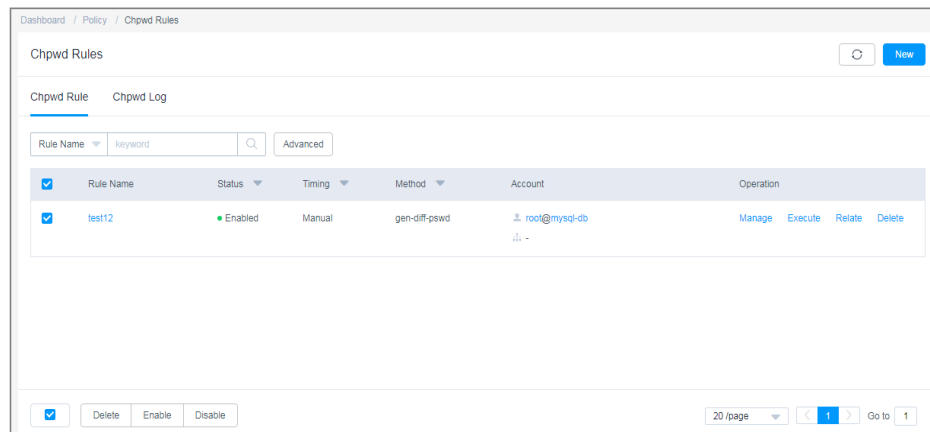 Dashboard / Policy / Chpwd Rules
Chpwd Rules
New
Chpwd Rule Chpwd Log
Rule Name keyword Advanced
Rule Name Status Timing Method Account Operation
test12 Enabled Manual gen-diff-pswd root@mysql-db Manage Execute Relate Delete
-
Delete Enable Disable 20 /page 1 Go to 1